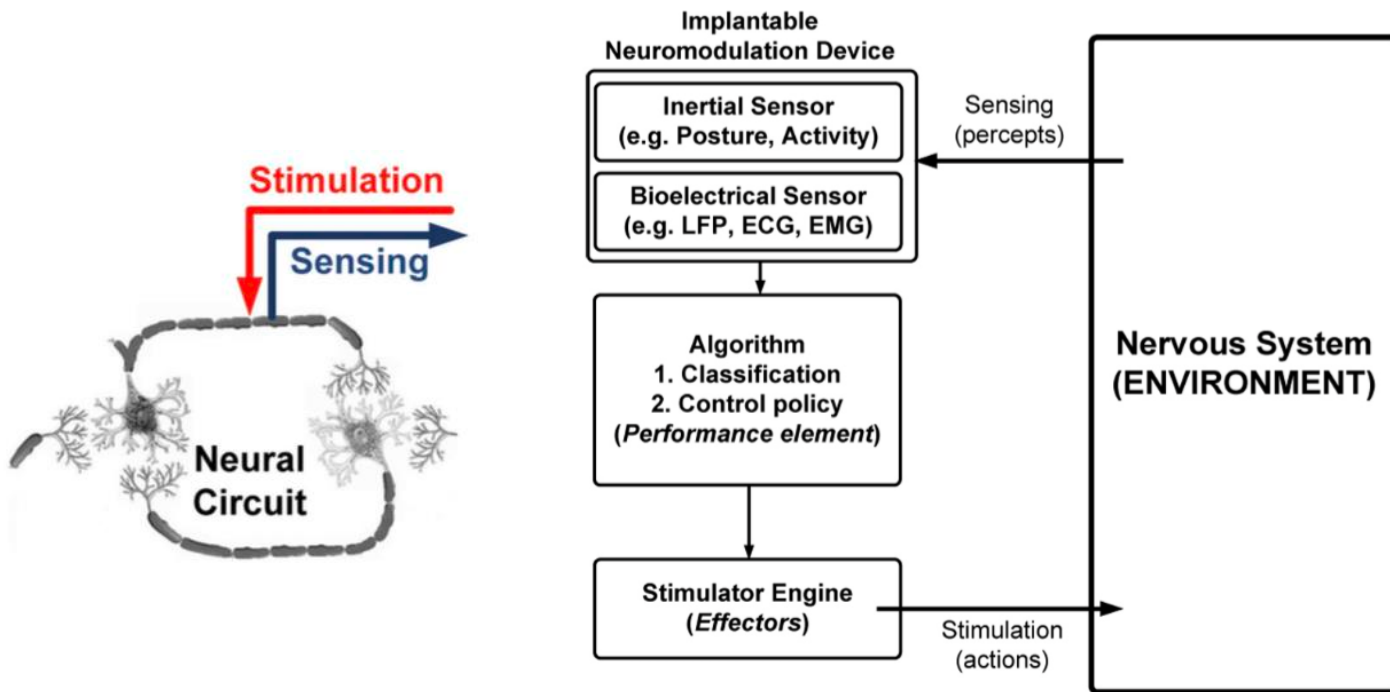 Stimulation
Sensing
Neural
Circuit
Implantable
Neuromodulation Device
Inertial Sensor
(e.g. Posture, Activity)
Bioelectrical Sensor
(e.g. LFP, ECG, EMG)
Algorithm
1. Classification
2. Control policy
(Performance element)
Stimulator Engine
(Effectors)
Sensing
(percepts)
Stimulation
(actions)
Nervous System
(ENVIRONMENT)